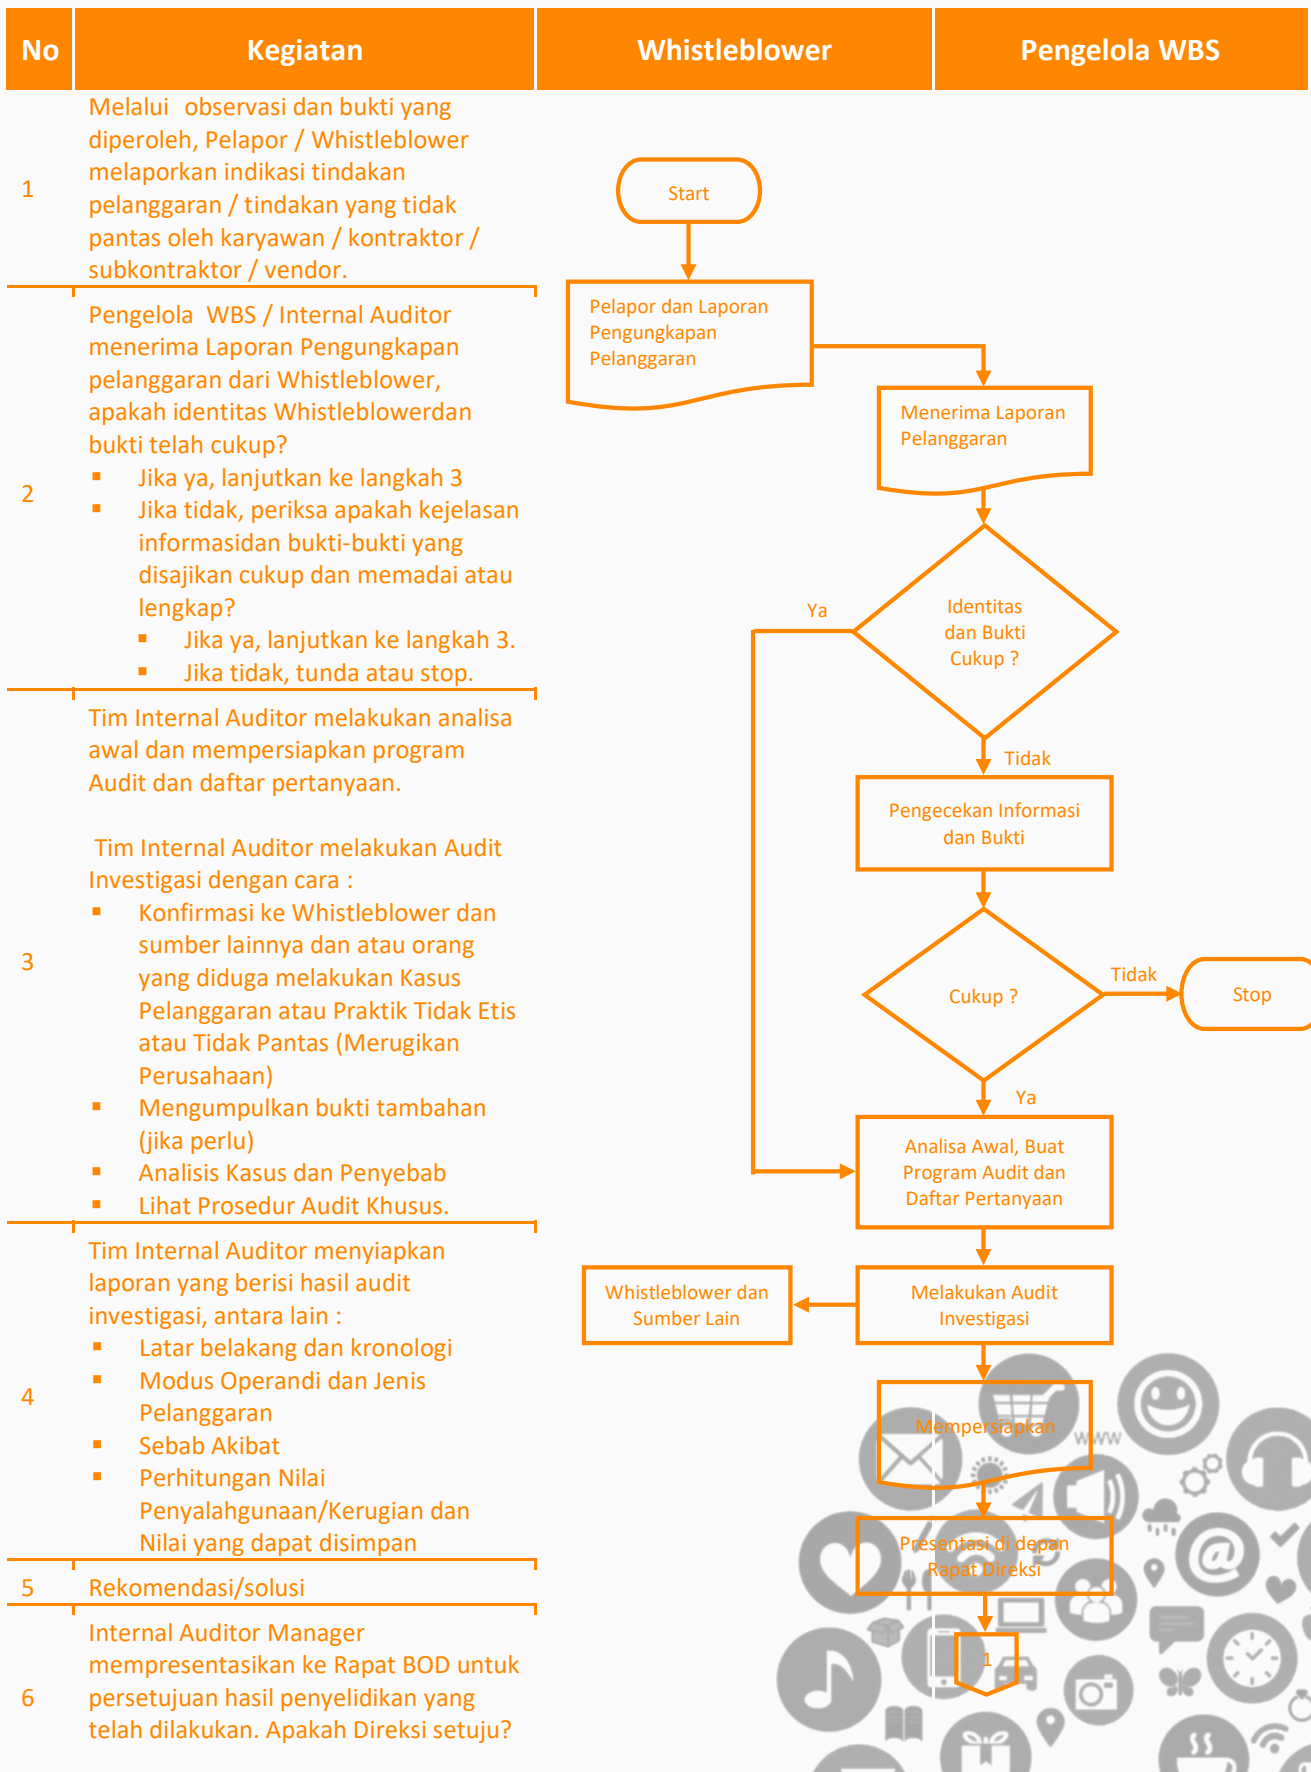 No Kegiatan Whistleblower Pengelola WBS
1
Melalui observasi dan bukti yang
diperoleh, Pelapor / Whistleblower
melaporkan indikasi tindakan
pelanggaran / tindakan yang tidak
pantas oleh karyawan / kontraktor /
subkontraktor / vendor.
2
Pengelola WBS / Internal Auditor
menerima Laporan Pengungkapan
pelanggaran dari Whistleblower,
apakah identitas Whistleblowerdan
bukti telah cukup?
▪ Jika ya, lanjutkan ke langkah 3
▪ Jika tidak, periksa apakah kejelasan
informasidan bukti-bukti yang
disajikan cukup dan memadai atau
lengkap?
▪ Jika ya, lanjutkan ke langkah 3.
▪ Jika tidak, tunda atau stop.
3
Tim Internal Auditor melakukan analisa
awal dan mempersiapkan program
Audit dan daftar pertanyaan.
Tim Internal Auditor melakukan Audit
Investigasi dengan cara :
▪ Konfirmasi ke Whistleblower dan
sumber lainnya dan atau orang
yang diduga melakukan Kasus
Pelanggaran atau Praktik Tidak Etis
atau Tidak Pantas (Merugikan
Perusahaan)
▪ Mengumpulkan bukti tambahan
(jika perlu)
▪ Analisis Kasus dan Penyebab
▪ Lihat Prosedur Audit Khusus.
4
Tim Internal Auditor menyiapkan
laporan yang berisi hasil audit
investigasi, antara lain :
▪ Latar belakang dan kronologi
▪ Modus Operandi dan Jenis
Pelanggaran
▪ Sebab Akibat
▪ Perhitungan Nilai
Penyalahgunaan/Kerugian dan
Nilai yang dapat disimpan
5
Rekomendasi/solusi
6
Internal Auditor Manager
mempresentasikan ke Rapat BOD untuk
persetujuan hasil penyelidikan yang
telah dilakukan. Apakah Direksi setuju?
Start
Pelapor dan Laporan
Pengungkapan
Pelanggaran
Menerima Laporan
Pelanggaran
Identitas
dan Bukti
Cukup ?
Ya
Tidak
Pengecekan Informasi
dan Bukti
Cukup ?
Tidak
Stop
Ya
Analisa Awal, Buat
Program Audit dan
Daftar Pertanyaan
Melakukan Audit
Investigasi
Whistleblower dan
Sumber Lain
Mempersiapkan
www
Presentasi di depan
Rapat Direksi
@
1